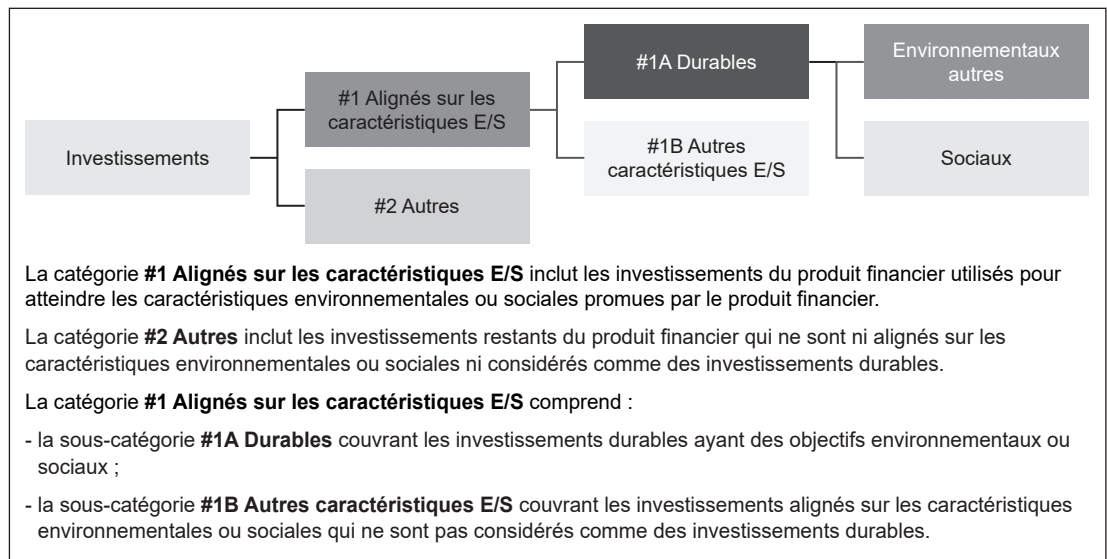 Investissements
#1 Alignés sur les
caractéristiques E/S
#2 Autres
#1A Durables
#1B Autres
caractéristiques E/S
Environnementaux
autres
Sociaux
La catégorie #1 Alignés sur les caractéristiques E/S inclut les investissements du produit financier utilisés pour
atteindre les caractéristiques environnementales ou sociales promues par le produit financier.
La catégorie #2 Autres inclut les investissements restants du produit financier qui ne sont ni alignés sur les
caractéristiques environnementales ou sociales ni considérés comme des investissements durables.
La catégorie #1 Alignés sur les caractéristiques E/S comprend :
- la sous-catégorie #1A Durables couvrant les investissements durables ayant des objectifs environnementaux ou
sociaux ;
- la sous-catégorie #1B Autres caractéristiques E/S couvrant les investissements alignés sur les caractéristiques
environnementales ou sociales qui ne sont pas considérés comme des investissements durables.